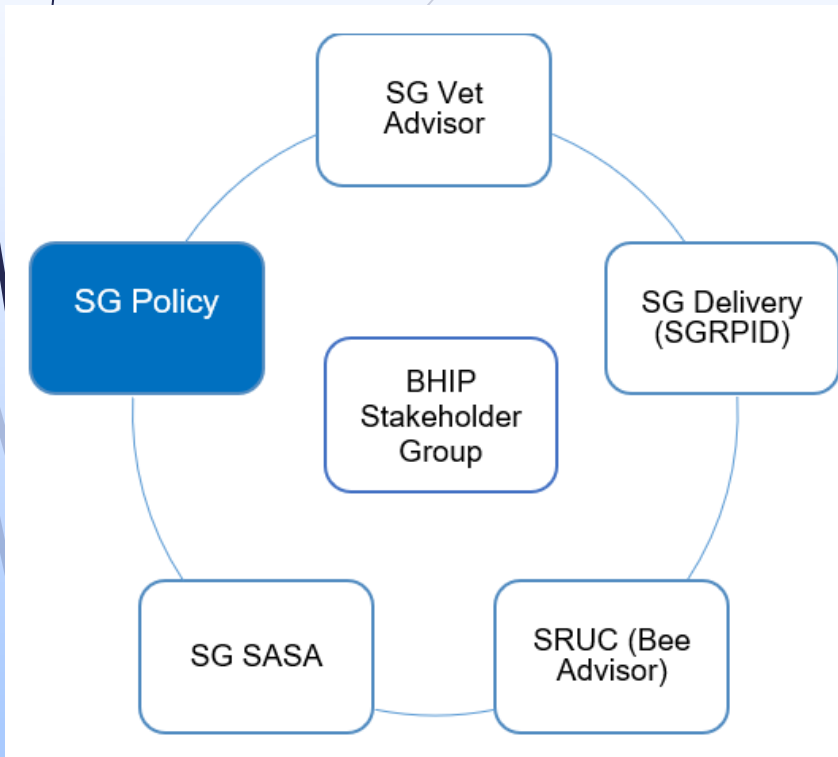 SG Vet
Advisor
SG Policy
SG Delivery
(SGRPID)
BHIP
Stakeholder
Group
SG SASA
SRUC (Bee
Advisor)